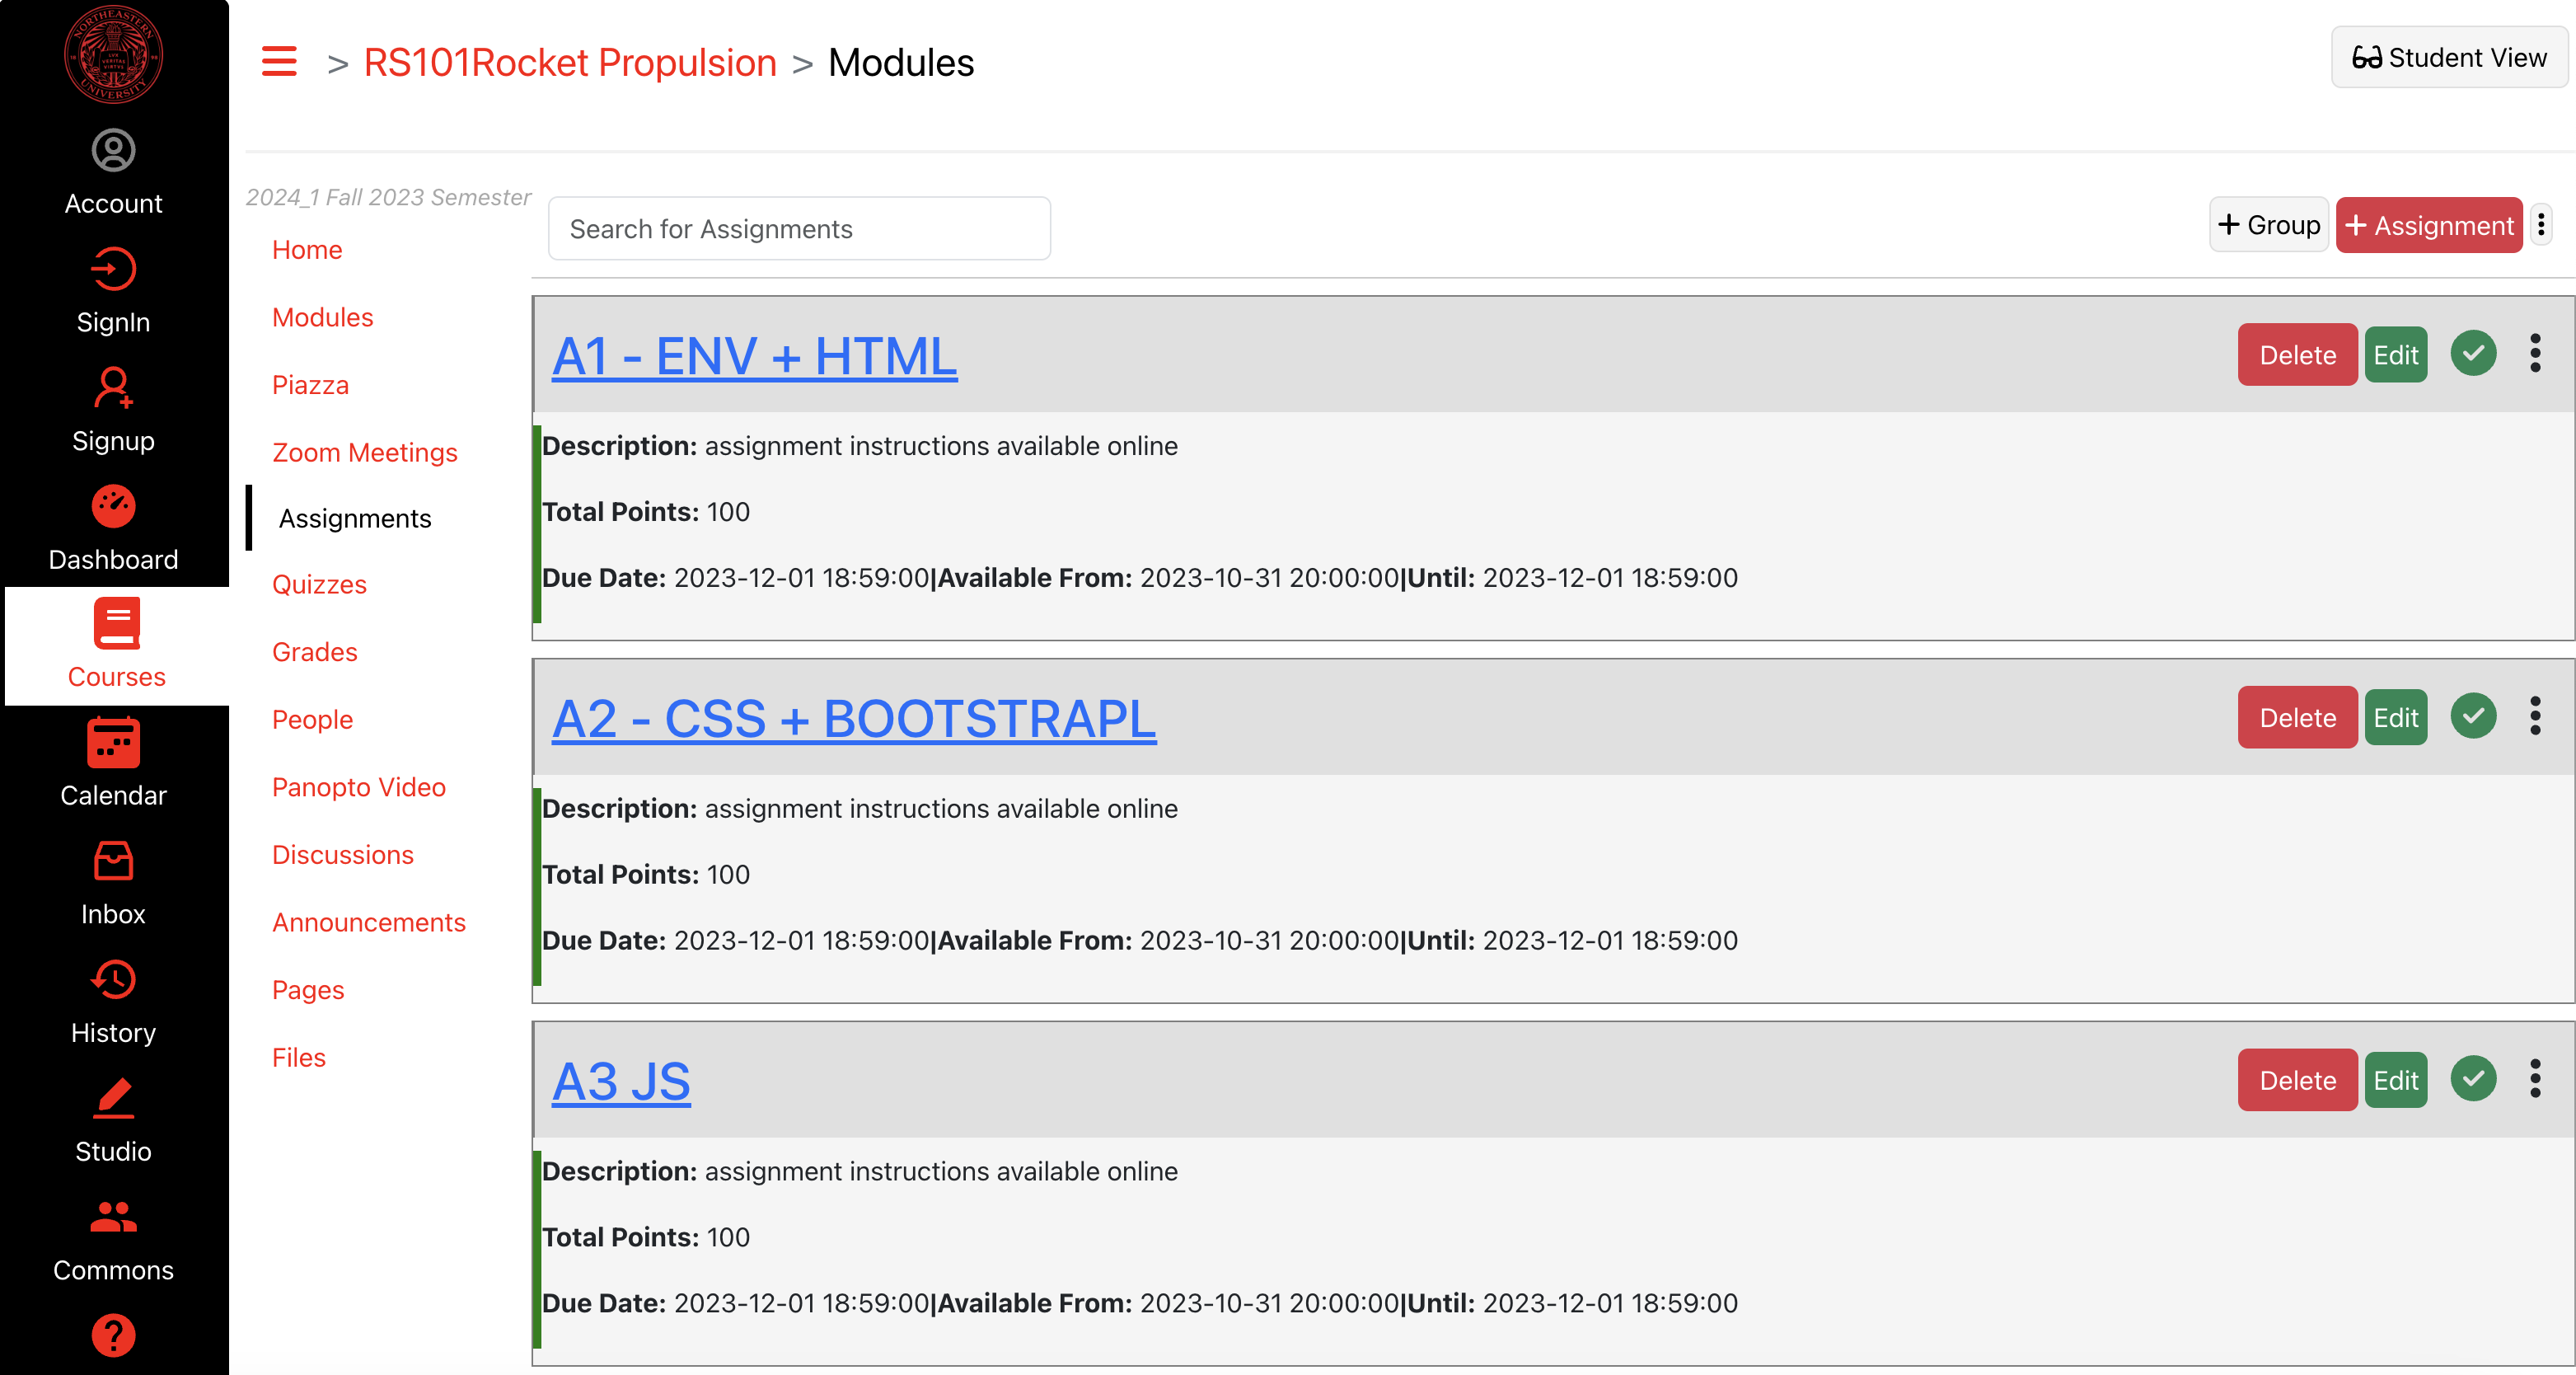 NORTHEASTERN UNIVERSITY
LUX VERITAS VIRTUS
Account
SignIn
Signup
Dashboard
Courses
Calendar
Inbox
History
Studio
Commons
> RS101Rocket Propulsion > Modules
Student View
2024_1 Fall 2023 Semester
Home
Modules
Piazza
Zoom Meetings
Assignments
Quizzes
Grades
People
Panopto Video
Discussions
Announcements
Pages
Files
Search for Assignments
+ Group
+ Assignment
A1 - ENV + HTML
Delete
Edit
Description: assignment instructions available online
Total Points: 100
Due Date: 2023-12-01 18:59:00|Available From: 2023-10-31 20:00:00|Until: 2023-12-01 18:59:00
A2 - CSS + BOOTSTRAPL
Delete
Edit
Description: assignment instructions available online
Total Points: 100
Due Date: 2023-12-01 18:59:00|Available From: 2023-10-31 20:00:00|Until: 2023-12-01 18:59:00
A3 JS
Delete
Edit
Description: assignment instructions available online
Total Points: 100
Due Date: 2023-12-01 18:59:00|Available From: 2023-10-31 20:00:00|Until: 2023-12-01 18:59:00